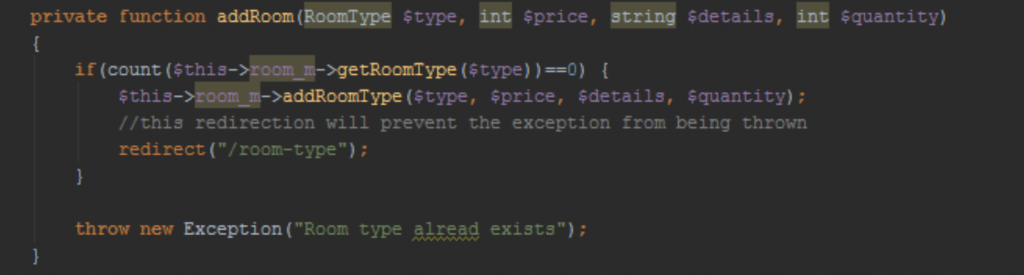 private function addRoom(RoomType $type, int $price, string $details, int $quantity)
{
if(count($this->room_m->getRoomType($type))==0) {
$this->room_m->addRoomType($type, $price, $details, $quantity);
//this redirection will prevent the exception from being thrown
redirect("/room-type");
}
throw new Exception("Room type alread exists");
}